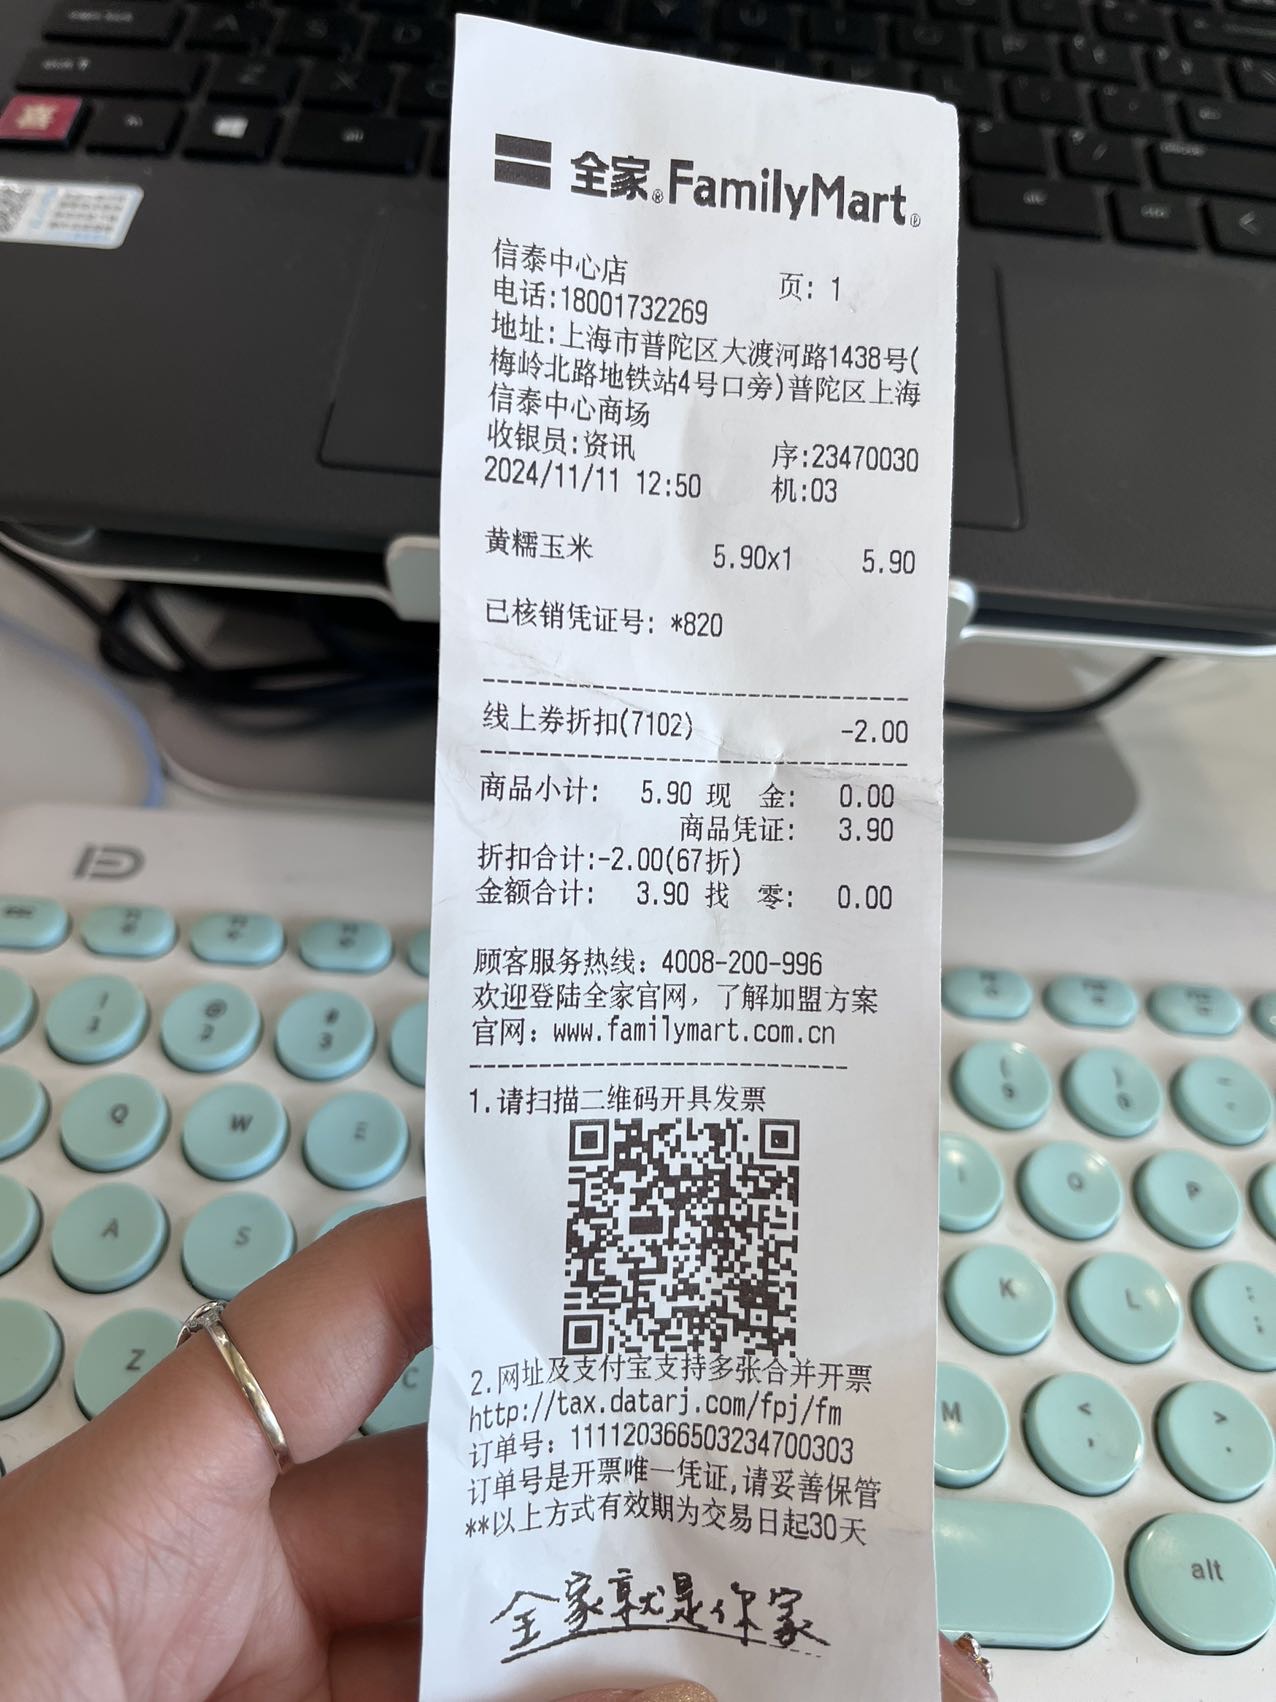 全家® FamilyMart®
信泰中心店 页: 1
电话:18001732269
地址:上海市普陀区大渡河路1438号(
梅岭北路地铁站4号口旁)普陀区上海
信泰中心商场
收银员:资讯 序:23470030
2024/11/11 12:50 机:03
黄糯玉米 5.90x1 5.90
已核销凭证号: *820
线上券折扣(7102) -2.00
商品小计: 5.90 现 金: 0.00
商品凭证: 3.90
折扣合计:-2.00(67折)
金额合计: 3.90 找 零: 0.00
顾客服务热线: 4008-200-996
欢迎登陆全家官网, 了解加盟方案
官网: www.familymart.com.cn
1.请扫描二维码开具发票
2.网址及支付宝支持多张合并开票
http://tax.datarj.com/fpj/fm
订单号: 1111203665032347003​03
订单号是开票唯一凭证,请妥善保管
**以上方式有效期为交易日起30天
全家就是你家
Q W E
A S
Z C
I O P
K L
M < , > .
alt